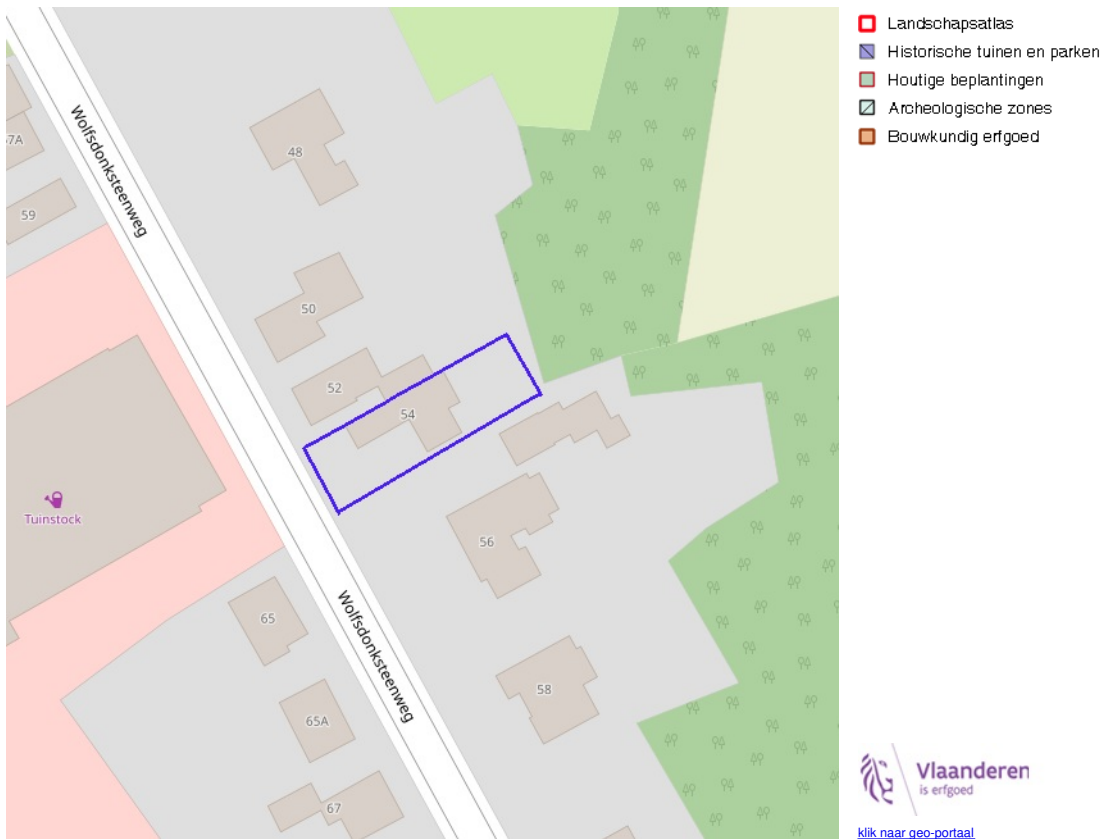 Landschapsatlas
Historische tuinen en parken
Houtige beplantingen
Archeologische zones
Bouwkundig erfgoed
57A
59
Wolfsdonksteenweg
48
50
52
54
Tuinstock
56
65
Wolfsdonksteenweg
58
65A
67
Vlaanderen
is erfgoed
klik naar geo-portaal